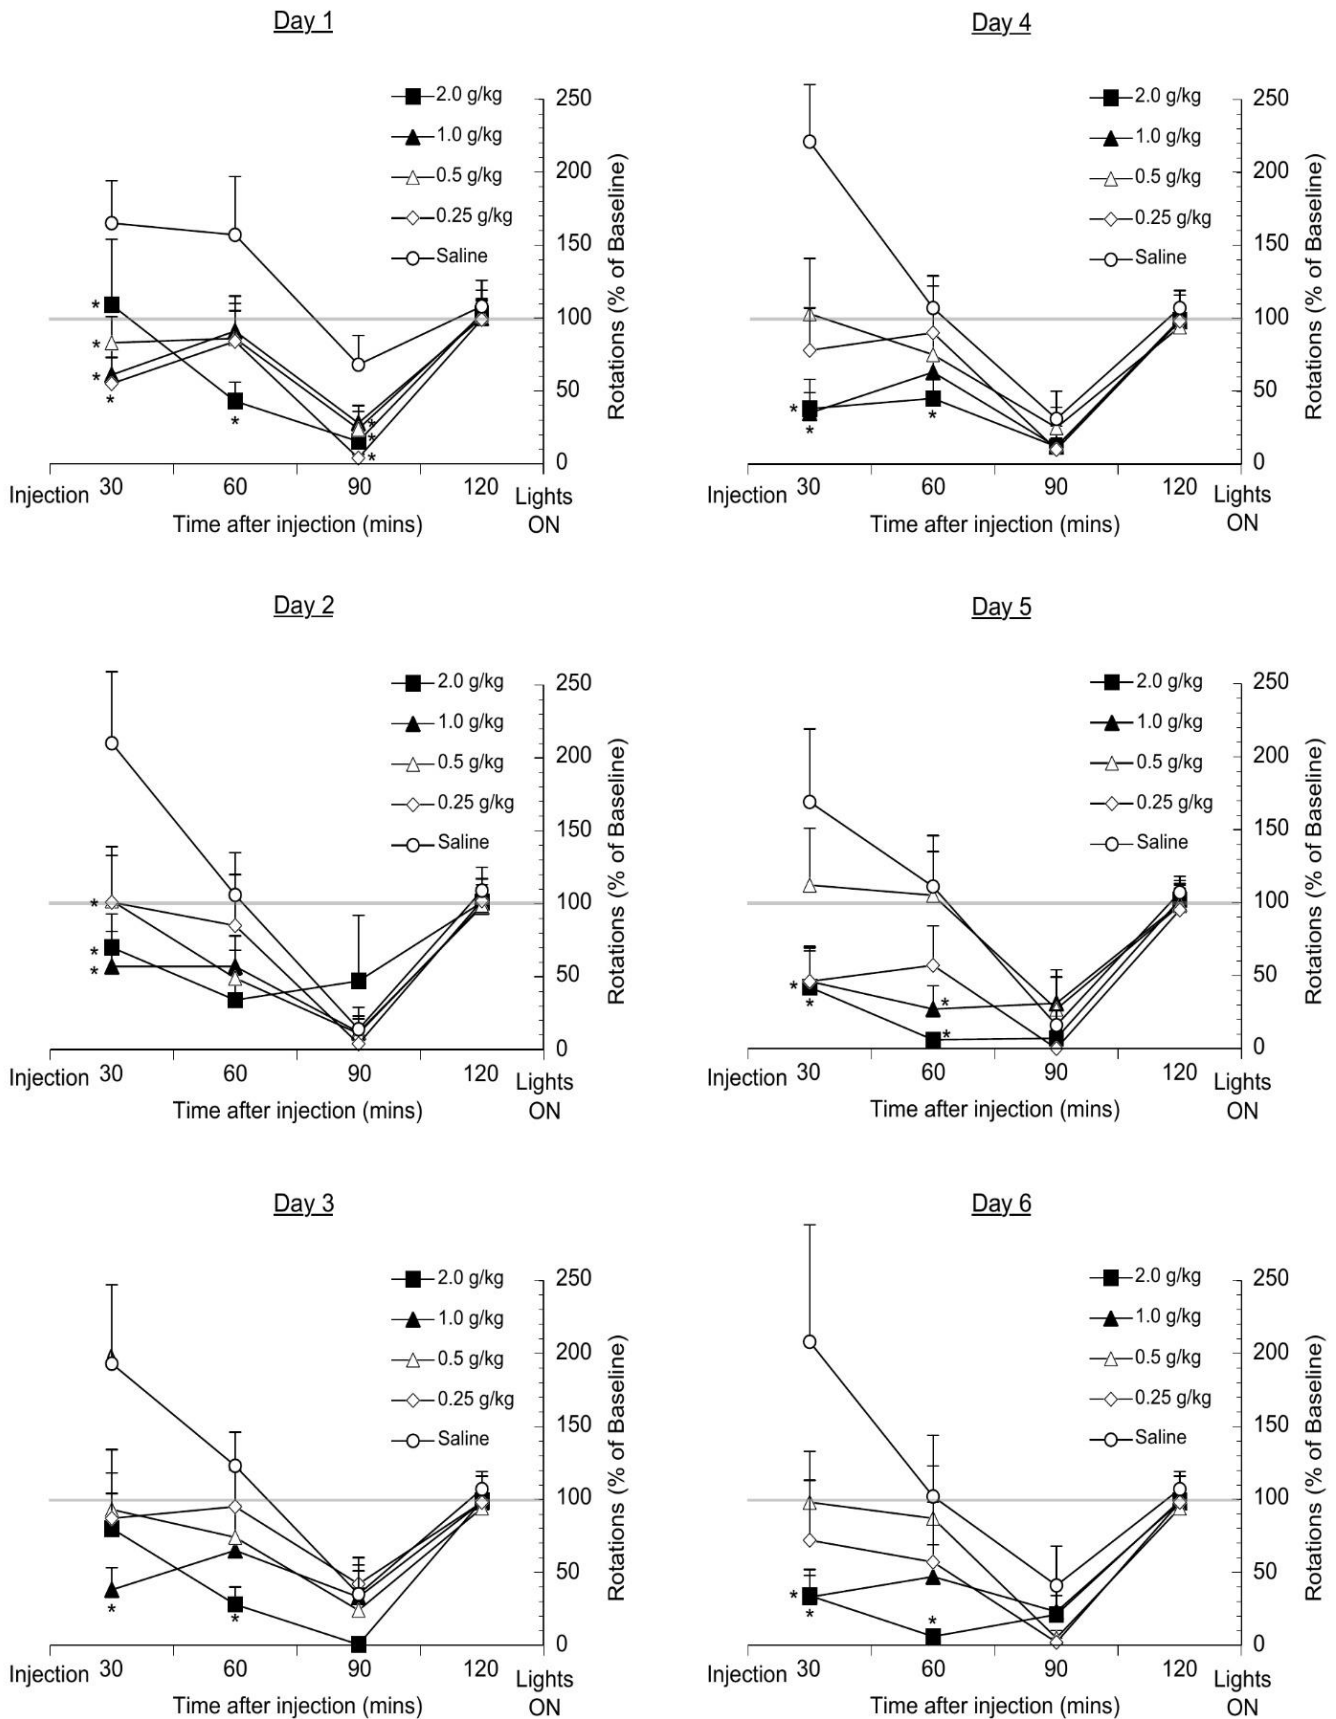 Day 1
2.0 g/kg
1.0 g/kg
0.5 g/kg
0.25 g/kg
Saline
250
200
150
100
50
0
Rotations (% of Baseline)
*
*
*
*
*
*
*
*
Injection 30 60 90 120 Lights
ON
Time after injection (mins)
Day 4
2.0 g/kg
1.0 g/kg
0.5 g/kg
0.25 g/kg
Saline
250
200
150
100
50
0
Rotations (% of Baseline)
*
*
*
Injection 30 60 90 120 Lights
ON
Time after injection (mins)
Day 2
2.0 g/kg
1.0 g/kg
0.5 g/kg
0.25 g/kg
Saline
250
200
150
100
50
0
Rotations (% of Baseline)
*
*
*
Injection 30 60 90 120 Lights
ON
Time after injection (mins)
Day 5
2.0 g/kg
1.0 g/kg
0.5 g/kg
0.25 g/kg
Saline
250
200
150
100
50
0
Rotations (% of Baseline)
*
*
*
*
Injection 30 60 90 120 Lights
ON
Time after injection (mins)
Day 3
2.0 g/kg
1.0 g/kg
0.5 g/kg
0.25 g/kg
Saline
250
200
150
100
50
0
Rotations (% of Baseline)
*
*
Injection 30 60 90 120 Lights
ON
Time after injection (mins)
Day 6
2.0 g/kg
1.0 g/kg
0.5 g/kg
0.25 g/kg
Saline
250
200
150
100
50
0
Rotations (% of Baseline)
*
*
*
Injection 30 60 90 120 Lights
ON
Time after injection (mins)